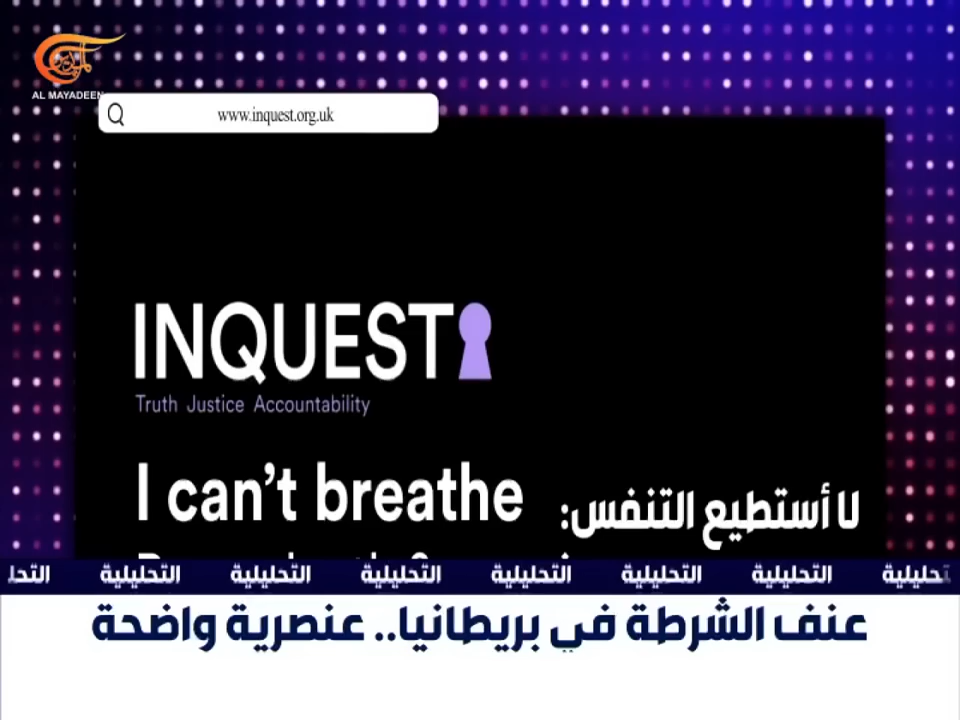 AL MAYADEEN
www.inquest.org.uk
INQUEST
Truth Justice Accountability
I can't breathe
لا أستطيع التنفس:
التحليلية التحليلية التحليلية التحليلية التحليلية التحليلية
عنف الشرطة في بريطانيا.. عنصرية واضحة